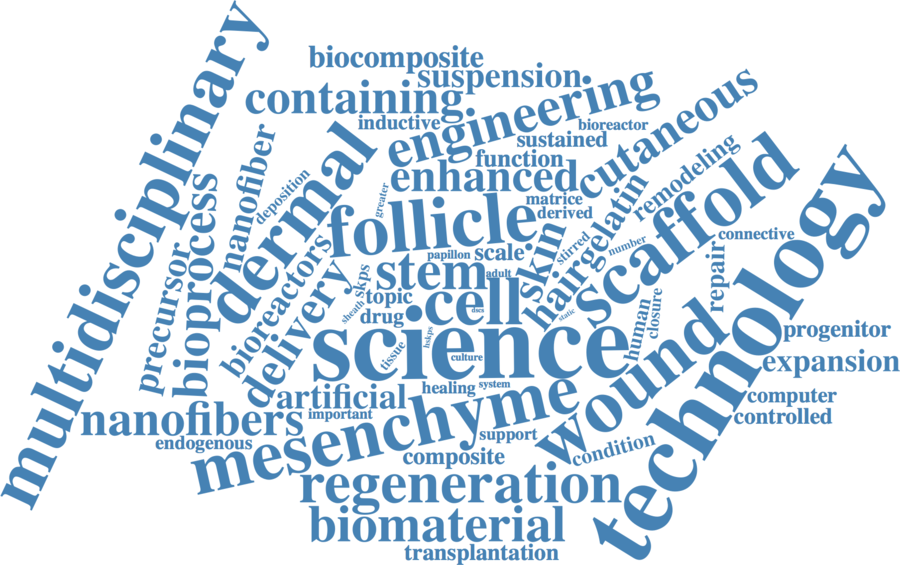 multidisciplinary
biocomposite
suspension
containing
engineering
cutaneous
inductive
bioreactor
sustained
function
enhanced
nanofiber
deposition
dermal
greater
matrice
derived
hair
gelatin
remodeling
scaffold
technology
bioprocess
follicle
papillon
scale
skin
stirred
number
connective
precursor
bioreactors
delivery
sheath
skps
stem
adult
topic
drug
cell
dscs
static
human
closure
repair
progenitor
science
tissue
hskps
culture
wound
expansion
artificial
healing
system
computer
nanofibers
important
mesenchyme
controlled
endogenous
support
composite
condition
regeneration
biomaterial
transplantation